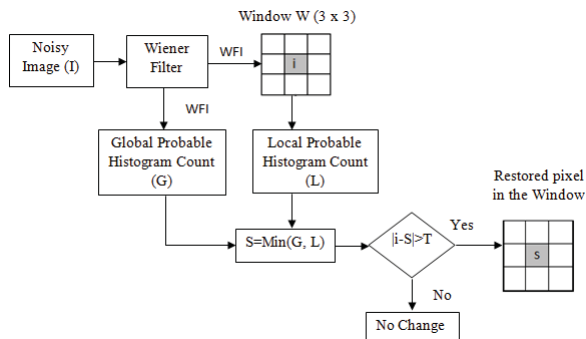 Window W (3 x 3)
Noisy
Image (I)
Wiener
Filter
WFI
i
WFI
Global Probable
Histogram Count
(G)
Local Probable
Histogram Count
(L)
Restored pixel
in the Window
S=Min(G, L)
|i-S|>T
Yes
s
No
No Change